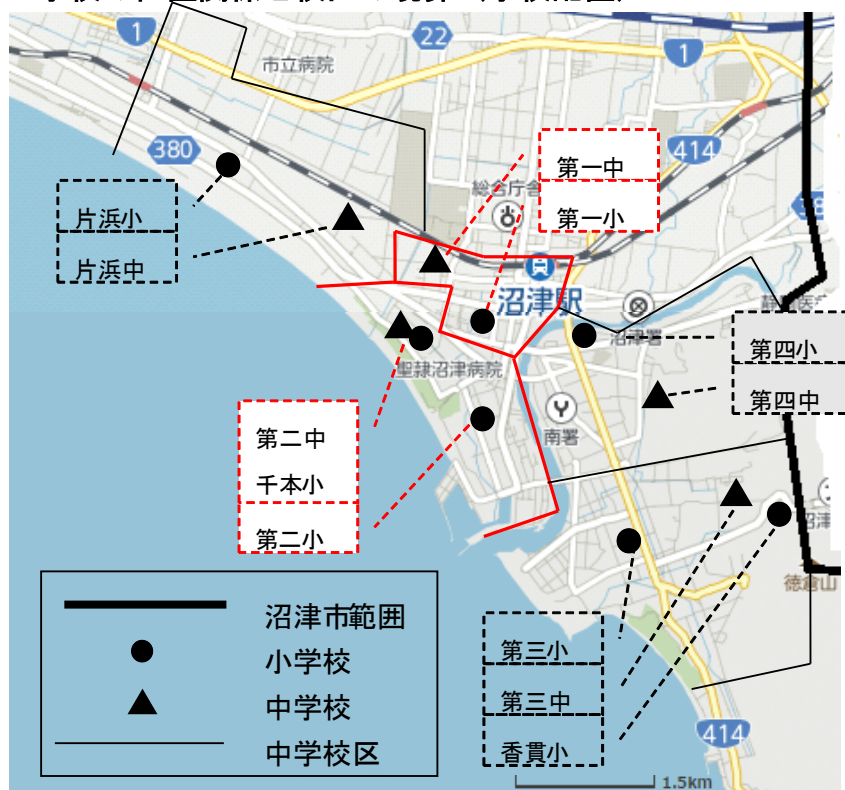 1
22
1
市立病院
380
414
第一中
第一小
片浜小
片浜中
沼津駅
沼津署
聖隷沼津病院
第四小
第四中
南署
第二中
千本小
第二小
徳倉山
沼津市範囲
小学校
中学校
中学校区
第三小
第三中
香貫小
414
1.5km